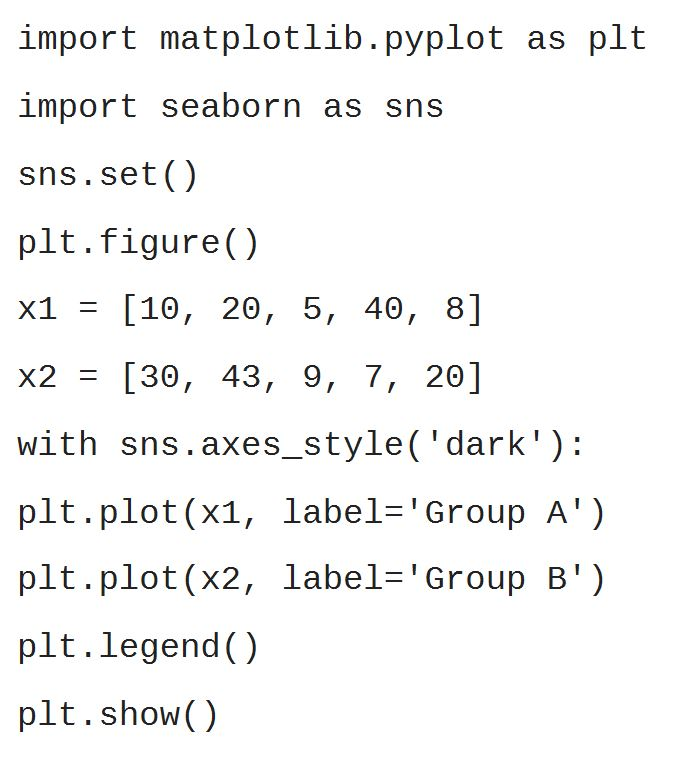 import matplotlib.pyplot as plt
import seaborn as sns
sns.set()
plt.figure()
x1 = [10, 20, 5, 40, 8]
x2 = [30, 43, 9, 7, 20]
with sns.axes_style('dark'):
plt.plot(x1, label='Group A')
plt.plot(x2, label='Group B')
plt.legend()
plt.show()